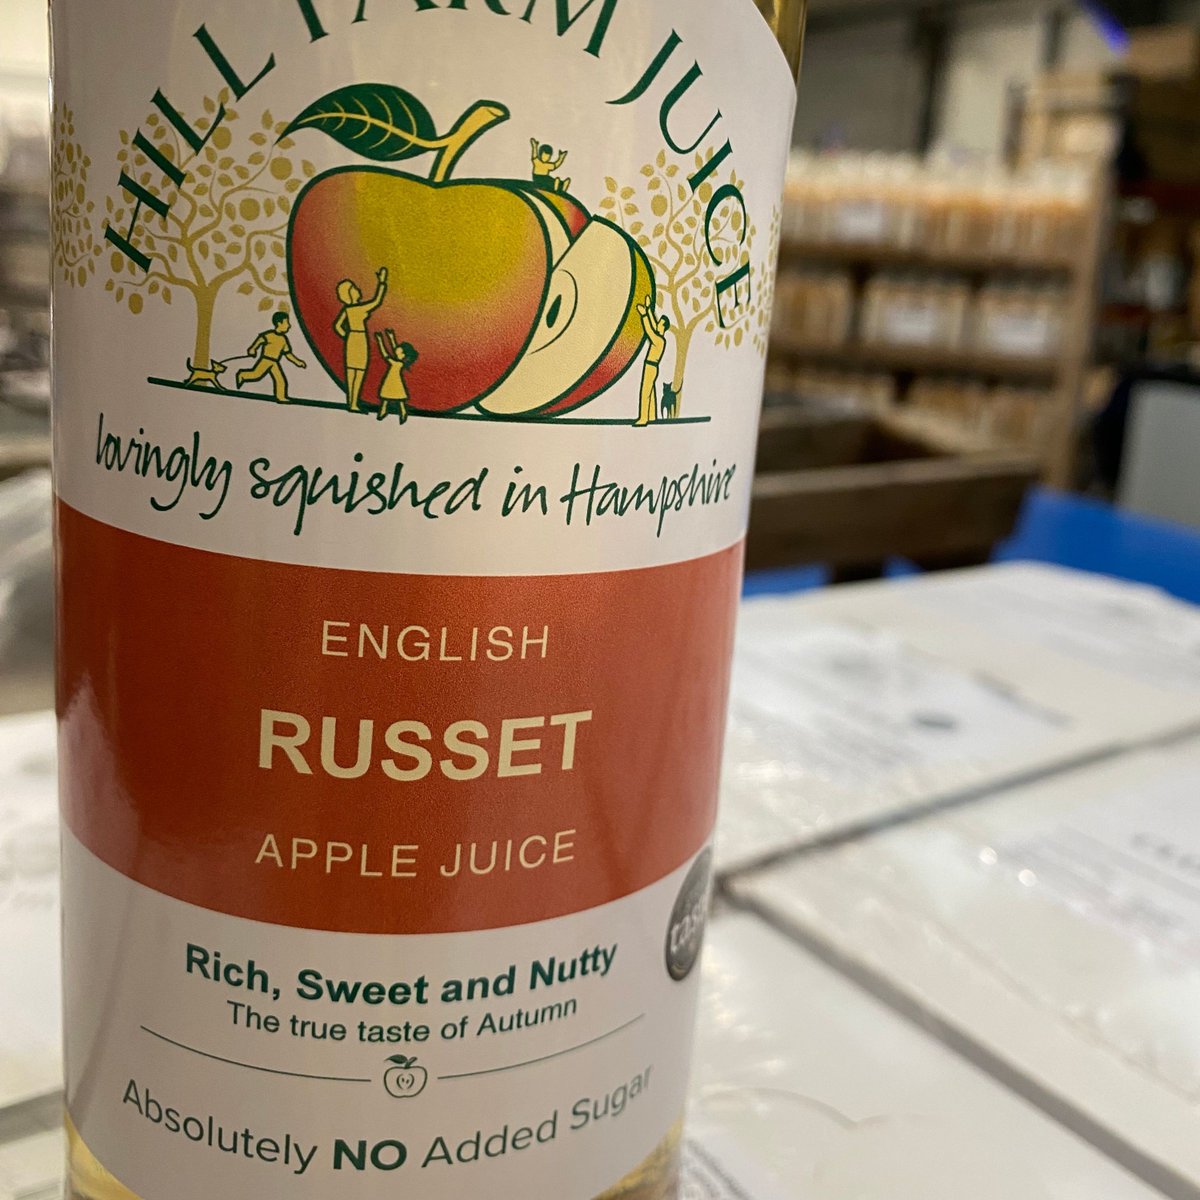 HILL FARM JUICE
lovingly squished in Hampshire
ENGLISH
RUSSET
APPLE JUICE
Rich, Sweet and Nutty
The true taste of Autumn
Absolutely NO Added Sugar